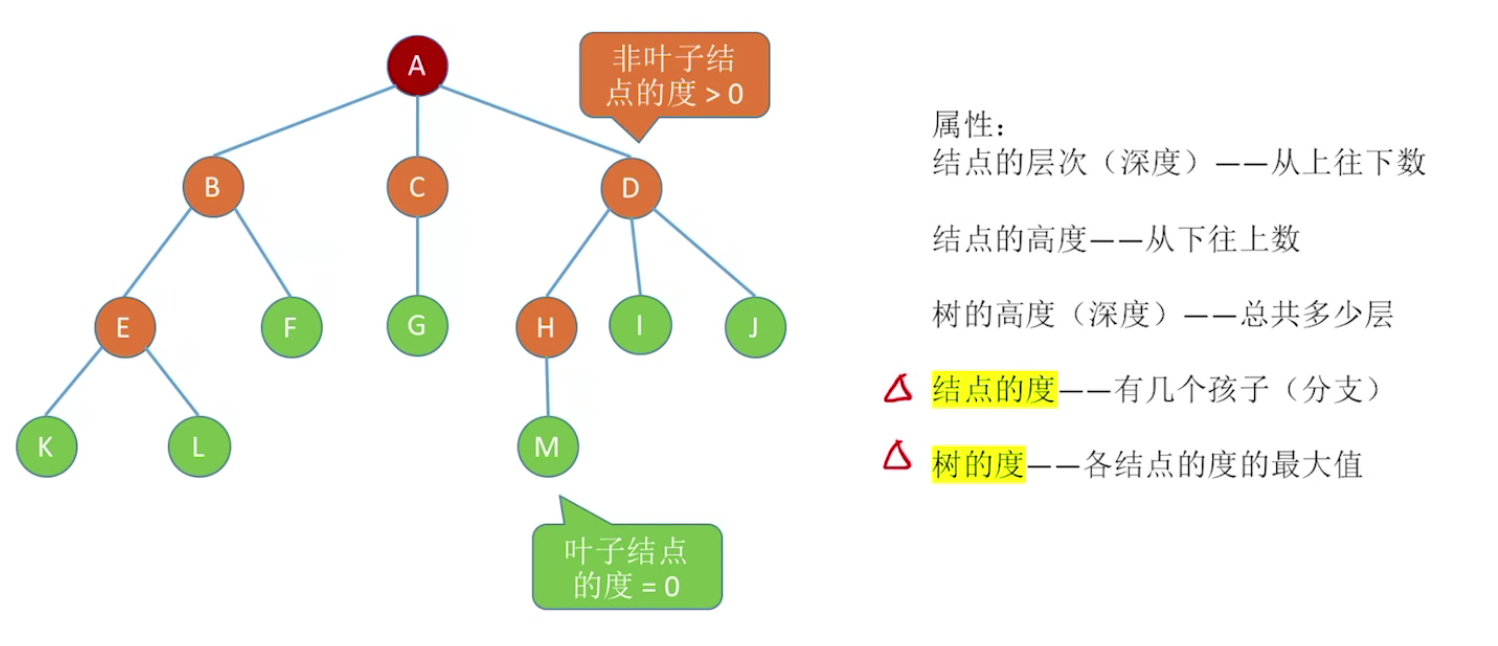 A
非叶子结
点的度 > 0
B
C
D
E
F
G
H
I
J
K
L
M
叶子结点
的度 = 0
属性：
结点的层次（深度）——从上往下数
结点的高度——从下往上数
树的高度（深度）——总共多少层
结点的度——有几个孩子（分支）
树的度——各结点的度的最大值